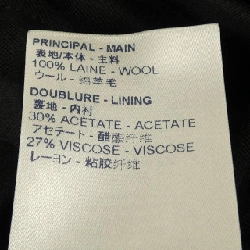 PRINCIPAL - MAIN
表地/本体 - 主料
100% LAINE - WOOL
ウール - 绵羊毛
DOUBLURE - LINING
裏地 - 内衬
30% ACETATE - ACETATE
アセテート - 醋酯纤维
27% VISCOSE - VISCOSE
レーヨン - 粘胶纤维